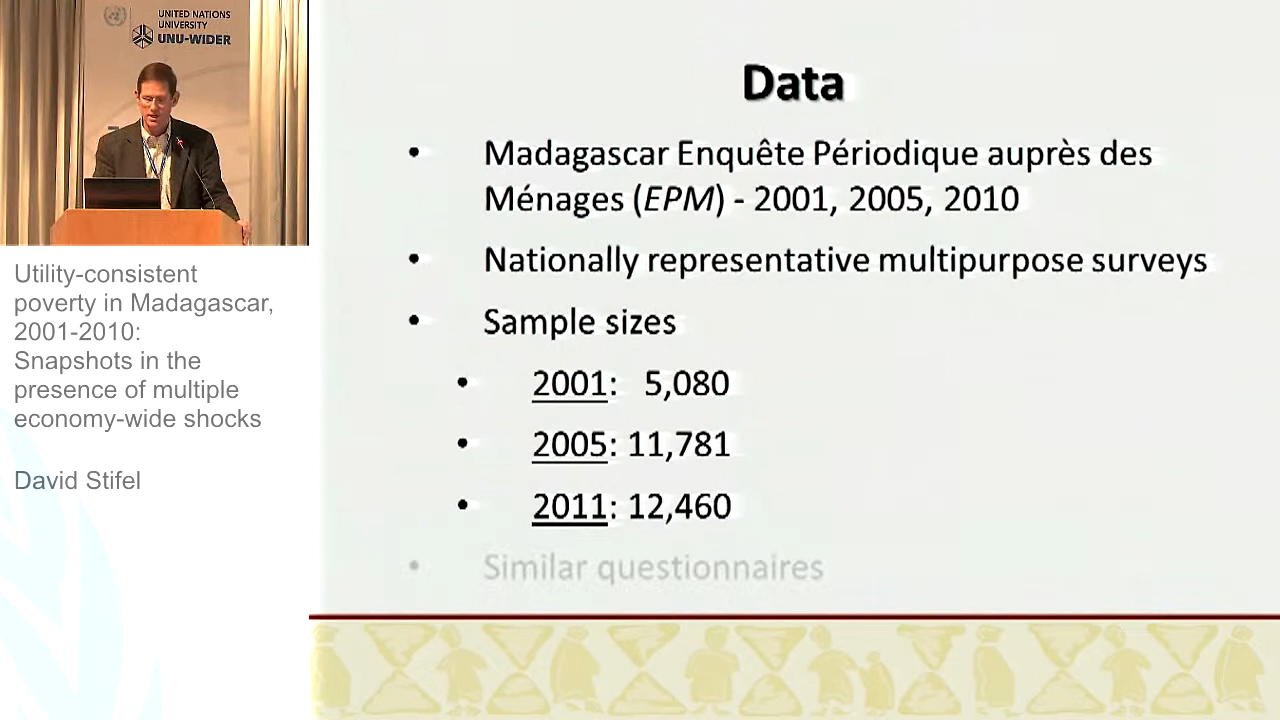 UNITED NATIONS
UNIVERSITY
UNU-WIDER
Utility-consistent
poverty in Madagascar,
2001-2010:
Snapshots in the
presence of multiple
economy-wide shocks
David Stifel
Data
• Madagascar Enquête Périodique auprès des
Ménages (EPM) - 2001, 2005, 2010
• Nationally representative multipurpose surveys
• Sample sizes
• 2001: 5,080
• 2005: 11,781
• 2011: 12,460
• Similar questionnaires